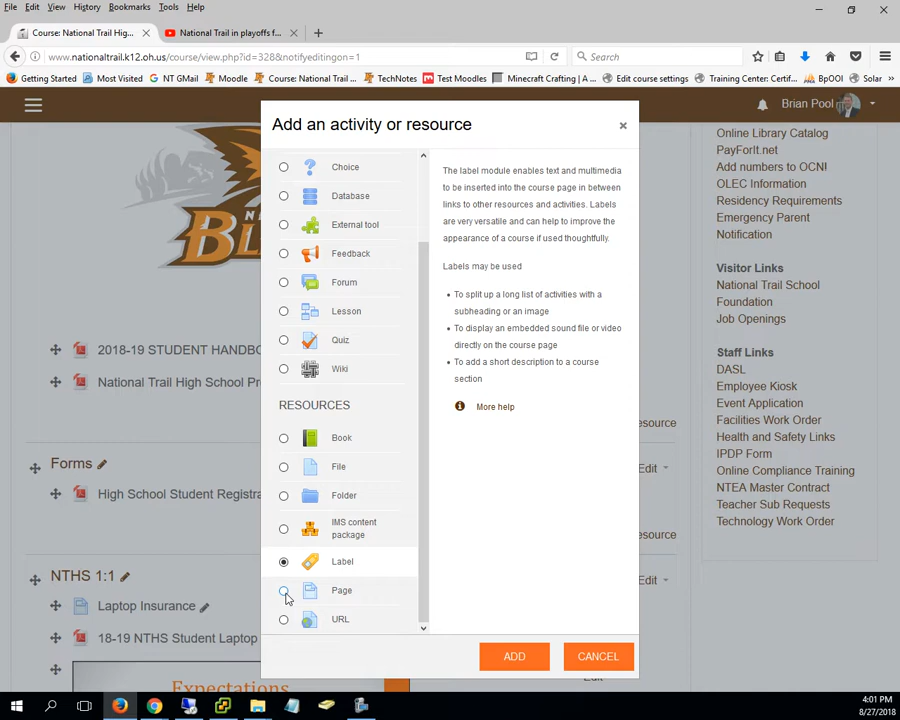 File Edit View History Bookmarks Tools Help
Course: National Trail Hig...
National Trail in playoffs f...
www.nationaltrail.k12.oh.us/course/view.php?id=328&notifyeditingon=1
Search
Getting Started Most Visited NT GMail Moodle Course: National Trail ... TechNotes Test Moodles Minecraft Crafting | A... Edit course settings Training Center: Certif... BpOOl Solar
Brian Pool
Add an activity or resource
Choice
Database
External tool
Feedback
Forum
Lesson
Quiz
Wiki
RESOURCES
Book
File
Folder
IMS content
package
Label
Page
URL
The label module enables text and multimedia
to be inserted into the course page in between
links to other resources and activities. Labels
are very versatile and can help to improve the
appearance of a course if used thoughtfully.
Labels may be used
• To split up a long list of activities with a
subheading or an image
• To display an embedded sound file or video
directly on the course page
• To add a short description to a course
section
More help
ADD
CANCEL
2018-19 STUDENT HANDBO
National Trail High School Pr
esource
Forms
Edit
High School Student Registra
esource
NTHS 1:1
Edit
Laptop Insurance
18-19 NTHS Student Laptop
Expectations
Edit
Online Library Catalog
PayForIt.net
Add numbers to OCNI
OLEC Information
Residency Requirements
Emergency Parent
Notification
Visitor Links
National Trail School
Foundation
Job Openings
Staff Links
DASL
Employee Kiosk
Event Application
Facilities Work Order
Health and Safety Links
IPDP Form
Online Compliance Training
NTEA Master Contract
Teacher Sub Requests
Technology Work Order
4:01 PM
8/27/2018